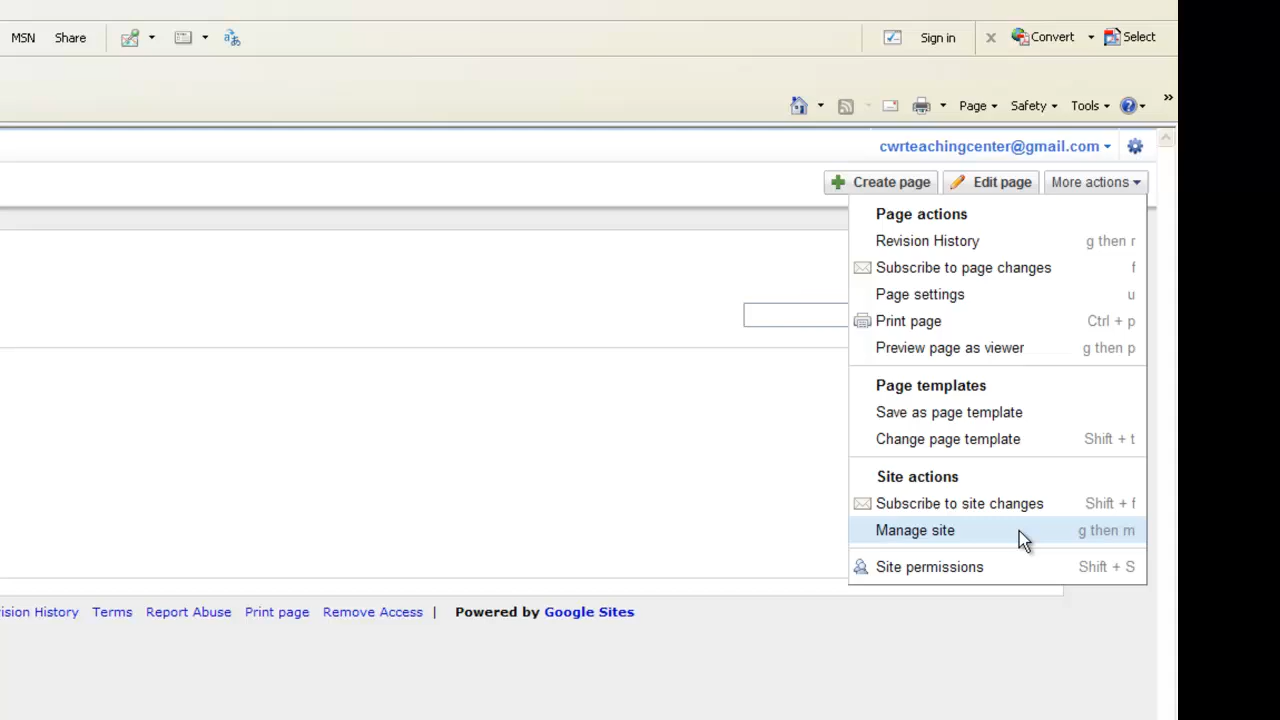 MSN Share Sign in Convert Select
Page Safety Tools »
cwrteachingcenter@gmail.com
Create page Edit page More actions
Page actions
Revision History g then r
Subscribe to page changes f
Page settings u
Print page Ctrl + p
Preview page as viewer g then p
Page templates
Save as page template
Change page template Shift + t
Site actions
Subscribe to site changes Shift + f
Manage site g then m
Site permissions Shift + S
ision History Terms Report Abuse Print page Remove Access | Powered by Google Sites